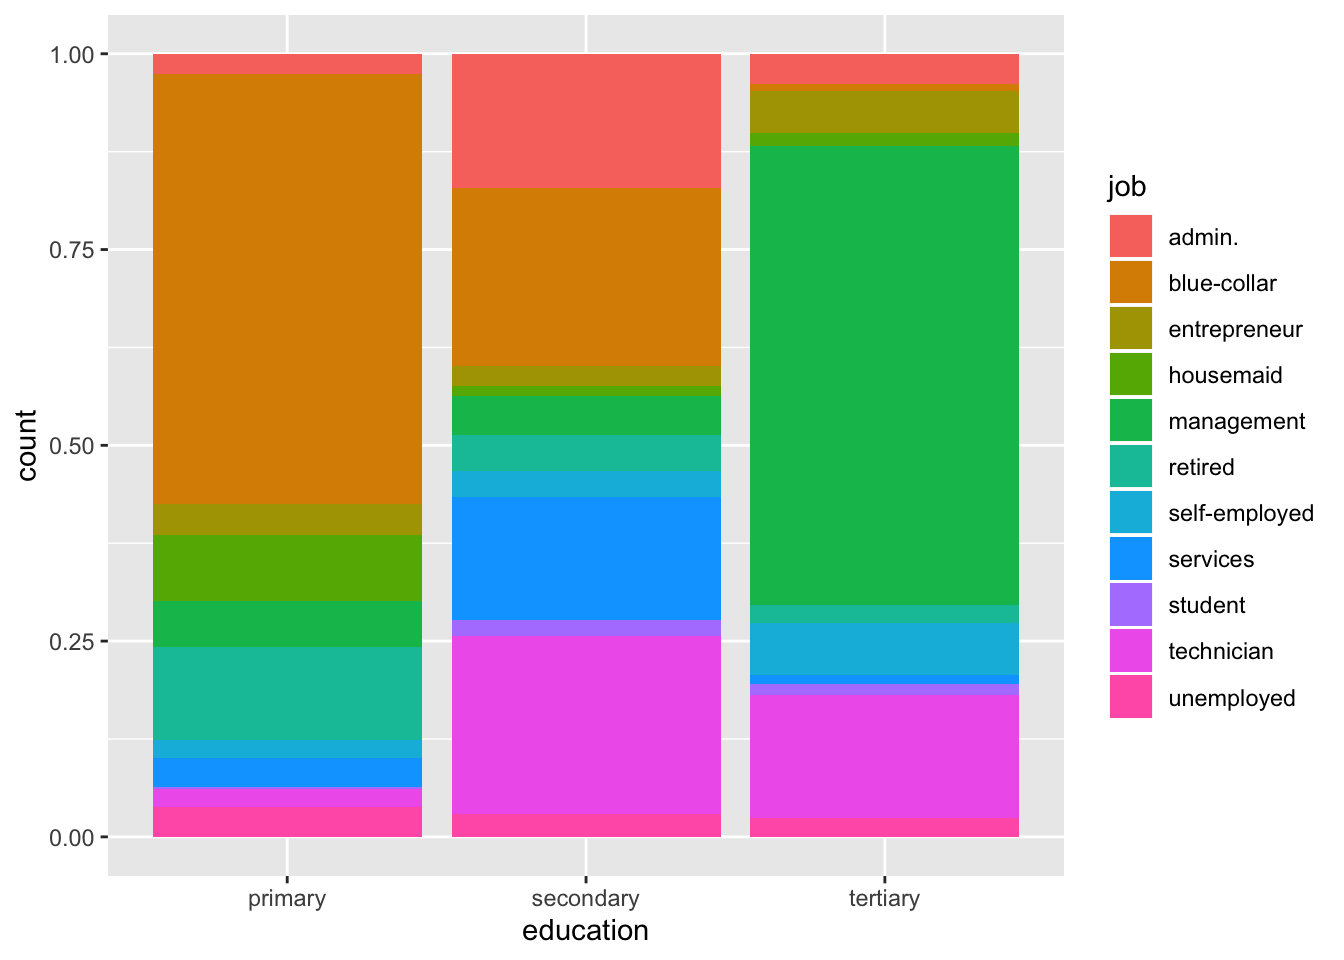 1.00
0.75
0.50
0.25
0.00
count
primary
secondary
tertiary
education
job
admin.
blue-collar
entrepreneur
housemaid
management
retired
self-employed
services
student
technician
unemployed